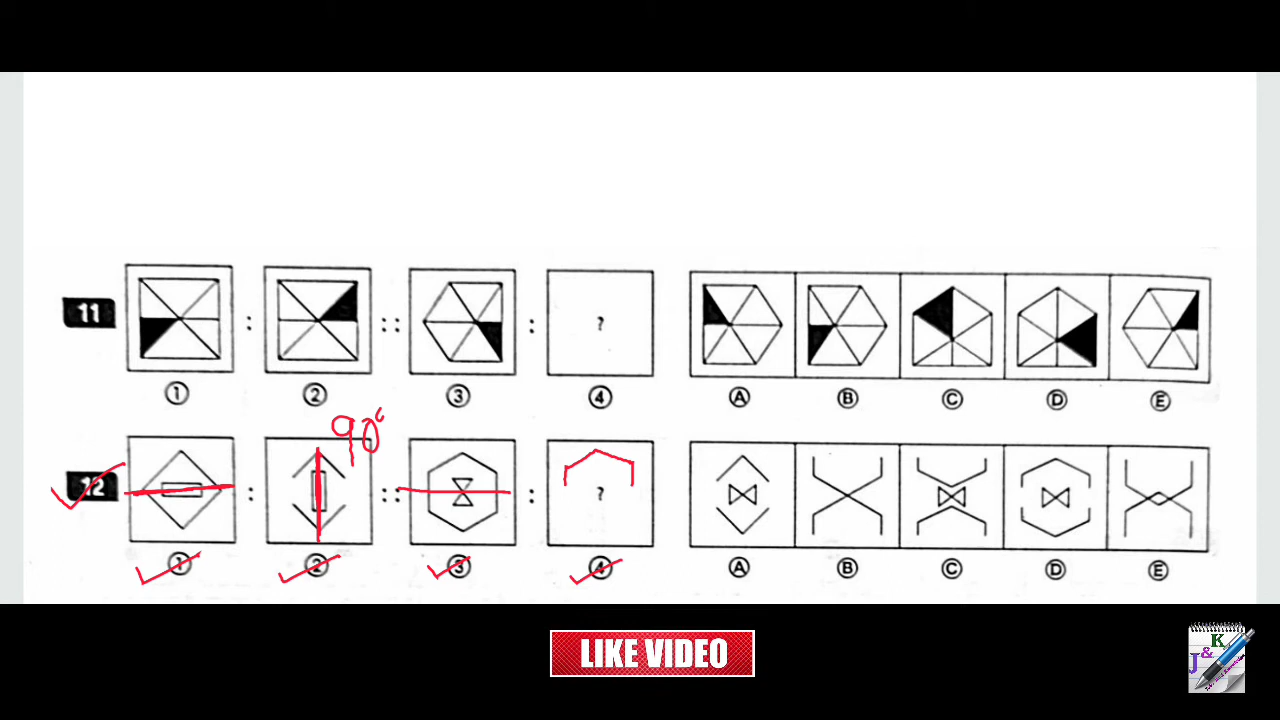 11 : :: ? :
① ② ③ ④ Ⓐ Ⓑ Ⓒ Ⓓ Ⓔ
90°
12 : :: ? :
① ② ③ ④ Ⓐ Ⓑ Ⓒ Ⓓ Ⓔ
LIKE VIDEO
J&K